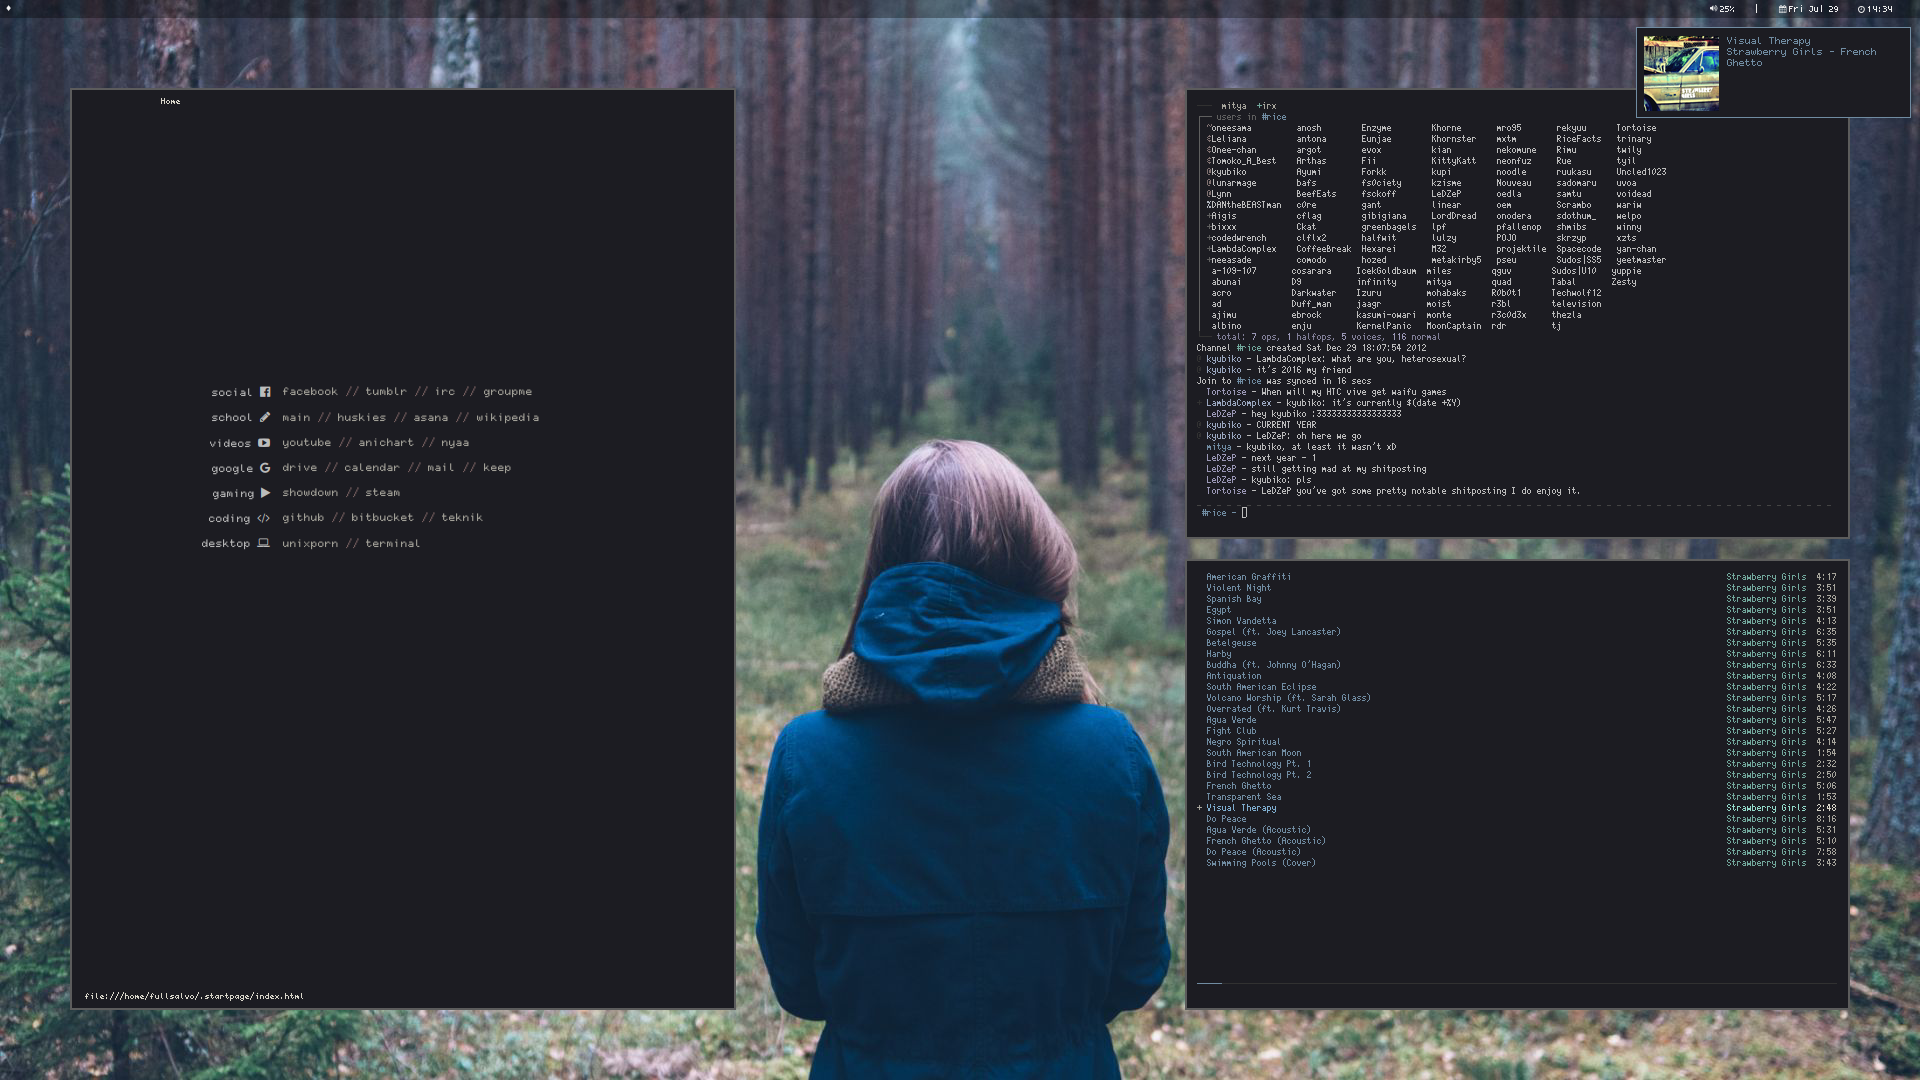 25% | Fri Jul 29 14:34
Visual Therapy
Strawberry Girls - French
Ghetto
Home
social facebook // tumblr // irc // groupme
school main // huskies // asana // wikipedia
videos youtube // anichart // nyaa
google drive // calendar // mail // keep
gaming showdown // steam
coding </> github // bitbucket // teknik
desktop unixporn // terminal
file:///home/fullsalvo/.startpage/index.html
mitya +irx
users in #rice
~oneesama anosh Enzyme Khorne mro95 rekyuu Tortoise
&Leliana antona Eunjae Khornster mxtm RiceFacts trinary
&Onee-chan argot evox kian nekomune Rimu twily
&Tomoko_A_Best Arthas Fii KittyKatt neonfuz Rue tyil
@kyubiko Ayumi Forkk kupi noodle ruukasu Uncled1023
@lunarmage bafs fs0ciety kzisme Nouveau sadomaru uvoa
@Lynn BeefEats fsckoff LeDZeP oedla samtu voidead
%DANtheBEASTman c0re gant linear oem Scrambo wariw
+Aigis cflag gibigiana LordDread onodera sdothum_ welpo
+bixxx Ckat greenbagels lpf pfallenop shmibs winny
+codedwrench clflx2 halfwit lulzy POJO skrzyp xzts
+LambdaComplex CoffeeBreak Hexarei M32 projektile Spacecode yan-chan
+neeasade comodo hozed metakirby5 pseu Sudos|SS5 yeetmaster
a-109-107 cosarara IcekGoldbaum miles qguv Sudos|U10 yuppie
abunai D9 infinity mitya quad Tabal Zesty
acro Darkwater Izuru mohabaks R0b0t1 Techwolf12
ad Duff_man jaagr moist r3bl television
ajimu ebrock kasumi-owari monte r3c0d3x thezla
albino enju KernelPanic MoonCaptain rdr tj
total: 7 ops, 1 halfops, 5 voices, 116 normal
Channel #rice created Sat Dec 29 18:07:54 2012
@ kyubiko - LambdaComplex: what are you, heterosexual?
@ kyubiko - it's 2016 my friend
Join to #rice was synced in 16 secs
Tortoise - When will my HTC vive get waifu games
+ LambdaComplex - kyubiko: it's currently $(date +%Y)
LeDZeP - hey kyubiko :33333333333333333
@ kyubiko - CURRENT YEAR
@ kyubiko - LeDZeP: oh here we go
mitya - kyubiko, at least it wasn't xD
LeDZeP - next year - 1
LeDZeP - still getting mad at my shitposting
LeDZeP - kyubiko: pls
Tortoise - LeDZeP you've got some pretty notable shitposting I do enjoy it.
#rice -
American Graffiti Strawberry Girls 4:17
Violent Night Strawberry Girls 3:51
Spanish Bay Strawberry Girls 3:39
Egypt Strawberry Girls 3:51
Simon Vandetta Strawberry Girls 4:13
Gospel (ft. Joey Lancaster) Strawberry Girls 6:35
Betelgeuse Strawberry Girls 5:35
Harby Strawberry Girls 6:11
Buddha (ft. Johnny O'Hagan) Strawberry Girls 6:33
Antiquation Strawberry Girls 4:08
South American Eclipse Strawberry Girls 4:22
Volcano Worship (ft. Sarah Glass) Strawberry Girls 5:17
Overrated (ft. Kurt Travis) Strawberry Girls 4:26
Agua Verde Strawberry Girls 5:47
Fight Club Strawberry Girls 5:27
Negro Spiritual Strawberry Girls 4:14
South American Moon Strawberry Girls 1:54
Bird Technology Pt. 1 Strawberry Girls 2:32
Bird Technology Pt. 2 Strawberry Girls 2:50
French Ghetto Strawberry Girls 5:06
Transparent Sea Strawberry Girls 1:53
+ Visual Therapy Strawberry Girls 2:48
Do Peace Strawberry Girls 8:16
Agua Verde (Acoustic) Strawberry Girls 5:31
French Ghetto (Acoustic) Strawberry Girls 5:10
Do Peace (Acoustic) Strawberry Girls 7:58
Swimming Pools (Cover) Strawberry Girls 3:43